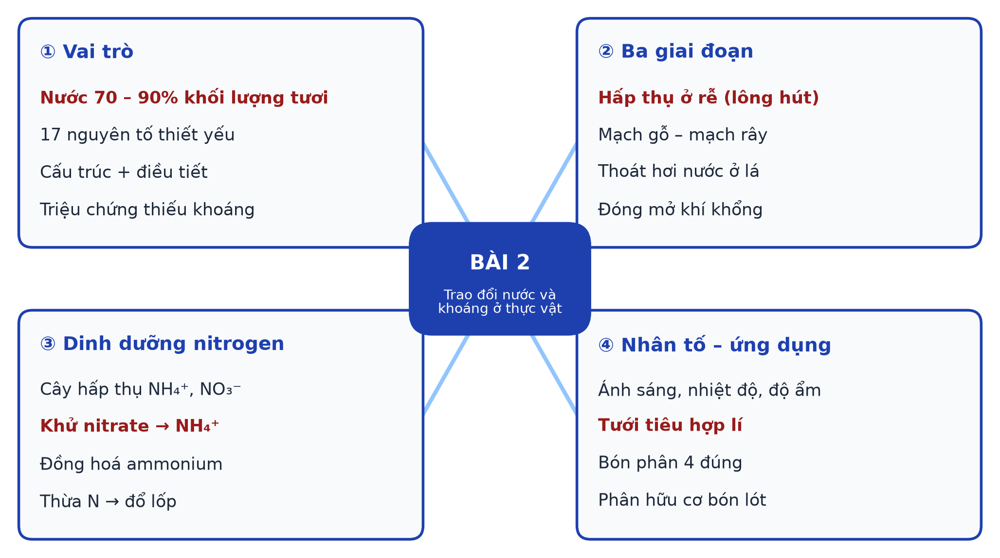 ① Vai trò
Nước 70 – 90% khối lượng tươi
17 nguyên tố thiết yếu
Cấu trúc + điều tiết
Triệu chứng thiếu khoáng
② Ba giai đoạn
Hấp thụ ở rễ (lông hút)
Mạch gỗ – mạch rây
Thoát hơi nước ở lá
Đóng mở khí khổng
BÀI 2
Trao đổi nước và
khoáng ở thực vật
③ Dinh dưỡng nitrogen
Cây hấp thụ NH₄⁺, NO₃⁻
Khử nitrate → NH₄⁺
Đồng hoá ammonium
Thừa N → đổ lốp
④ Nhân tố – ứng dụng
Ánh sáng, nhiệt độ, độ ẩm
Tưới tiêu hợp lí
Bón phân 4 đúng
Phân hữu cơ bón lót